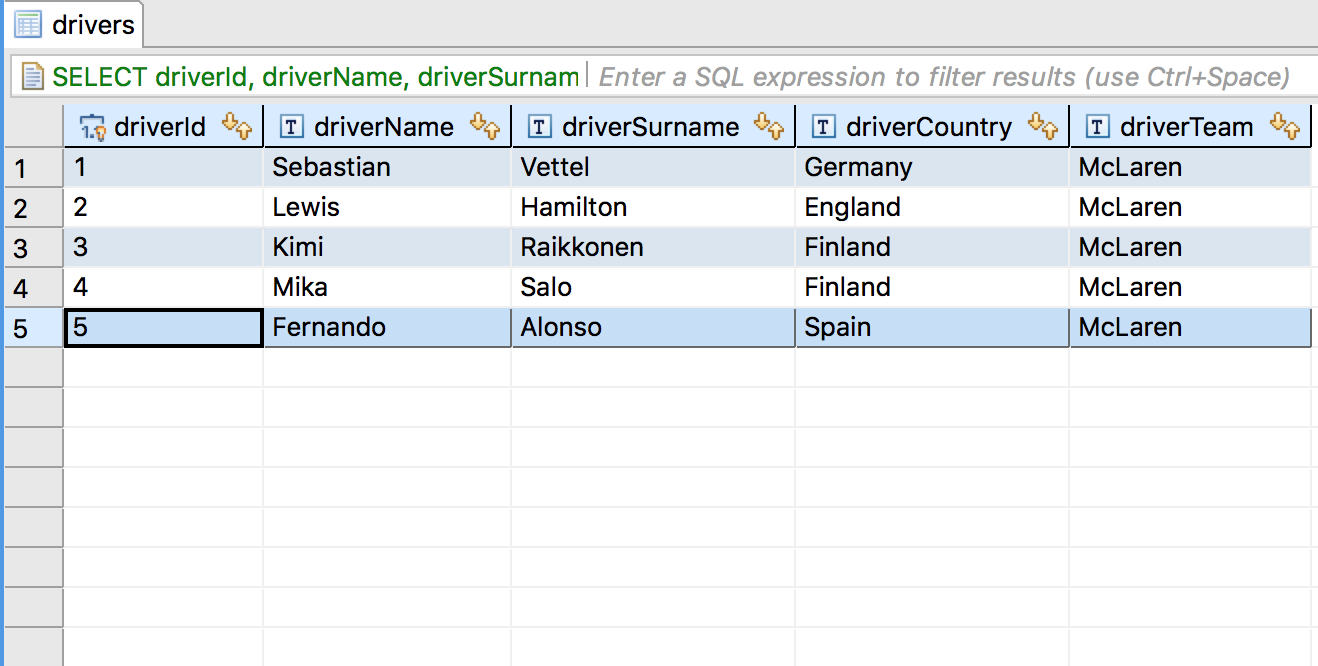 drivers
SELECT driverId, driverName, driverSurnam Enter a SQL expression to filter results (use Ctrl+Space)
1.2 driverId T driverName T driverSurname T driverCountry T driverTeam
1 1 Sebastian Vettel Germany McLaren
2 2 Lewis Hamilton England McLaren
3 3 Kimi Raikkonen Finland McLaren
4 4 Mika Salo Finland McLaren
5 5 Fernando Alonso Spain McLaren